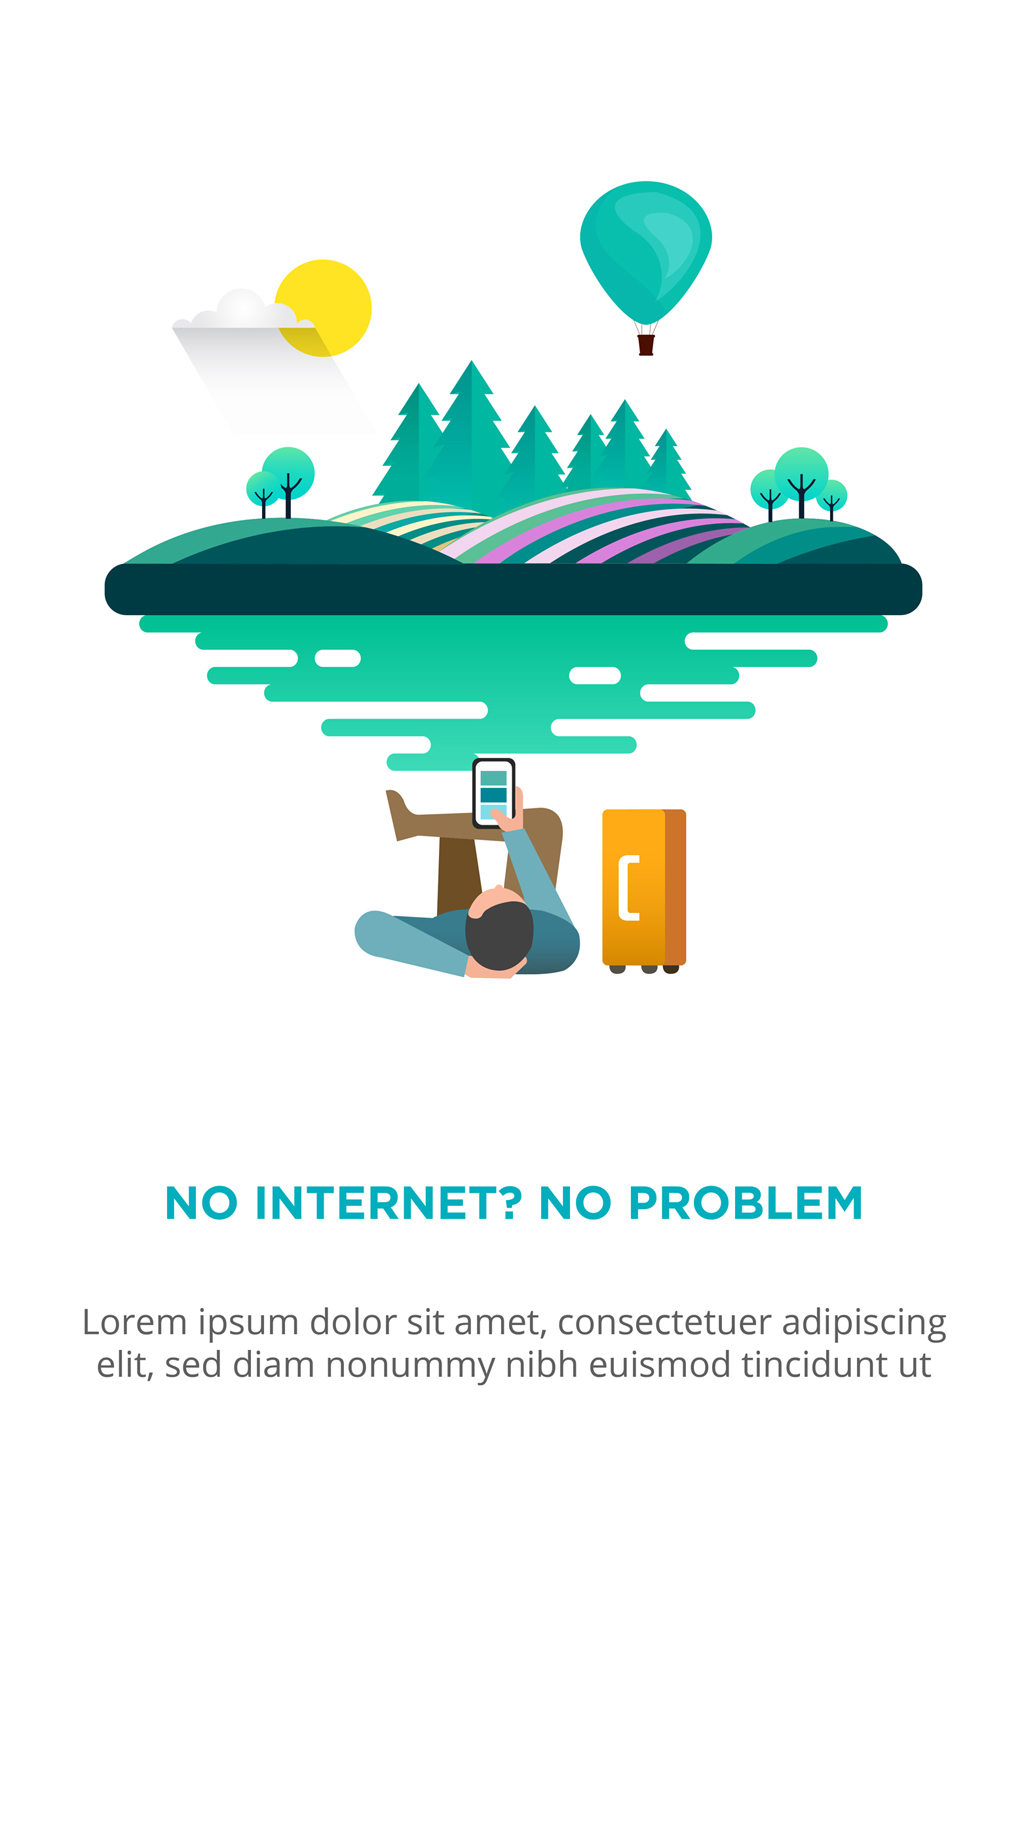 NO INTERNET? NO PROBLEM
Lorem ipsum dolor sit amet, consectetuer adipiscing
elit, sed diam nonummy nibh euismod tincidunt ut